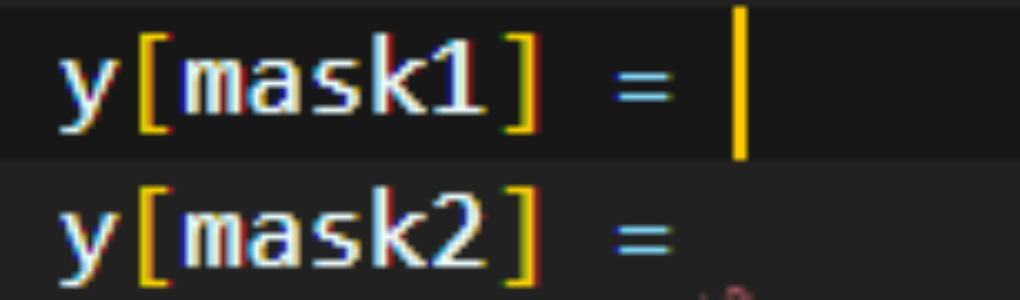 y[mask1] =
y[mask2] =